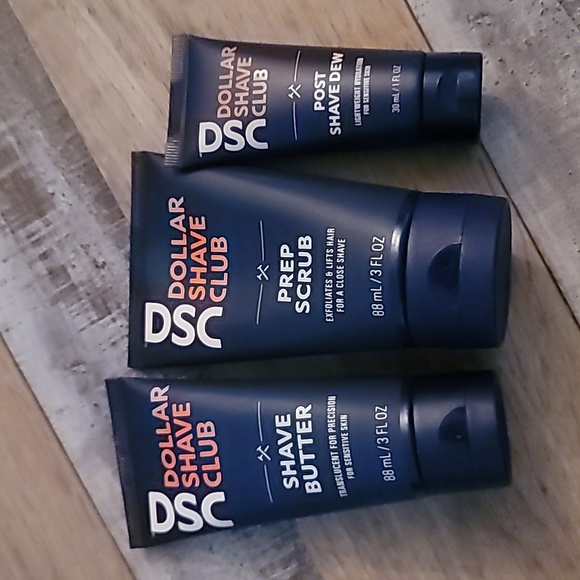 DSC
DOLLAR
SHAVE
CLUB
POST
SHAVE DEW
LIGHTWEIGHT HYDRATION
FOR SENSITIVE SKIN
30 mL / 1 FL OZ
DSC
DOLLAR
SHAVE
CLUB
PREP
SCRUB
EXFOLIATES & LIFTS HAIR
FOR A CLOSE SHAVE
88 mL / 3 FL OZ
DSC
DOLLAR
SHAVE
CLUB
SHAVE
BUTTER
TRANSLUCENT FOR PRECISION
FOR SENSITIVE SKIN
88 mL / 3 FL OZ